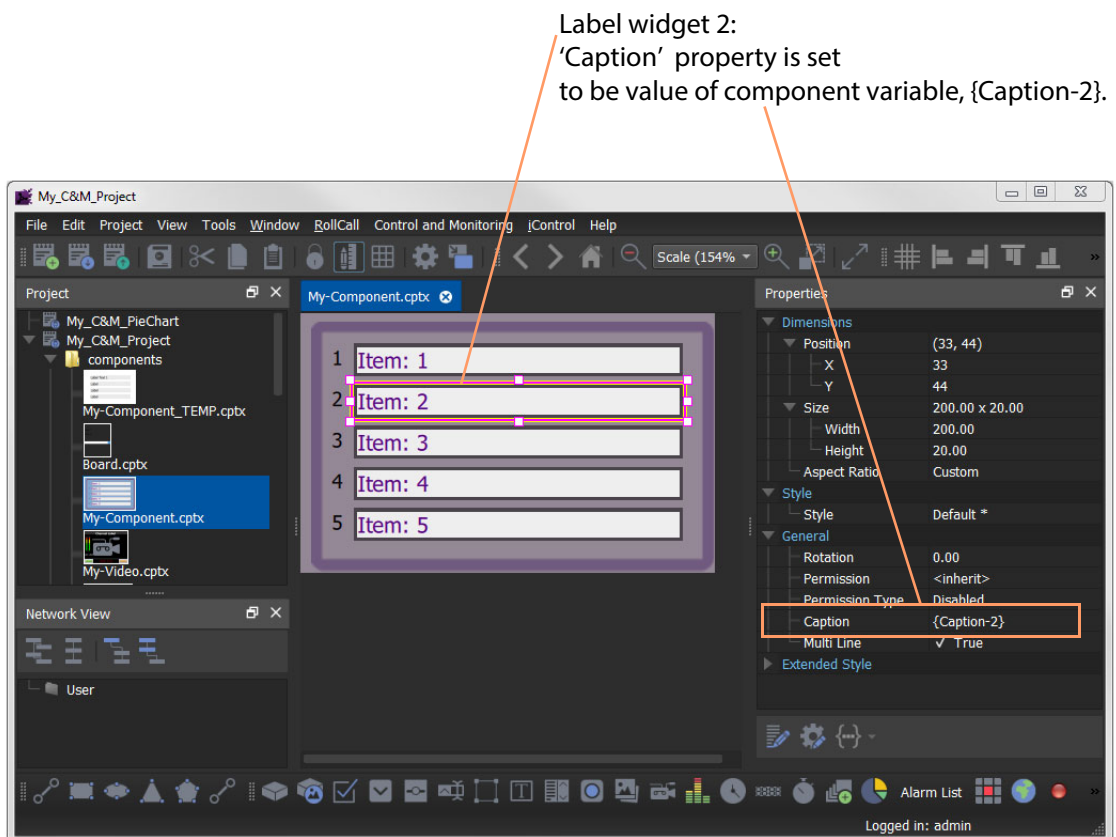 Label widget 2:
‘Caption’ property is set
to be value of component variable, {Caption-2}.
My_C&M_Project
File Edit Project View Tools Window RollCall Control and Monitoring iControl Help
Scale (154%
Project
My_C&M_PieChart
My_C&M_Project
components
My-Component_TEMP.cptx
Board.cptx
My-Component.cptx
My-Video.cptx
Network View
User
My-Component.cptx
1 Item: 1
2 Item: 2
3 Item: 3
4 Item: 4
5 Item: 5
Properties
Dimensions
Position (33, 44)
X 33
Y 44
Size 200.00 x 20.00
Width 200.00
Height 20.00
Aspect Ratio Custom
Style
Style Default *
General
Rotation 0.00
Permission <inherit>
Permission Type Disabled
Caption {Caption-2}
Multi Line ✓ True
Extended Style
Alarm List
Logged in: admin